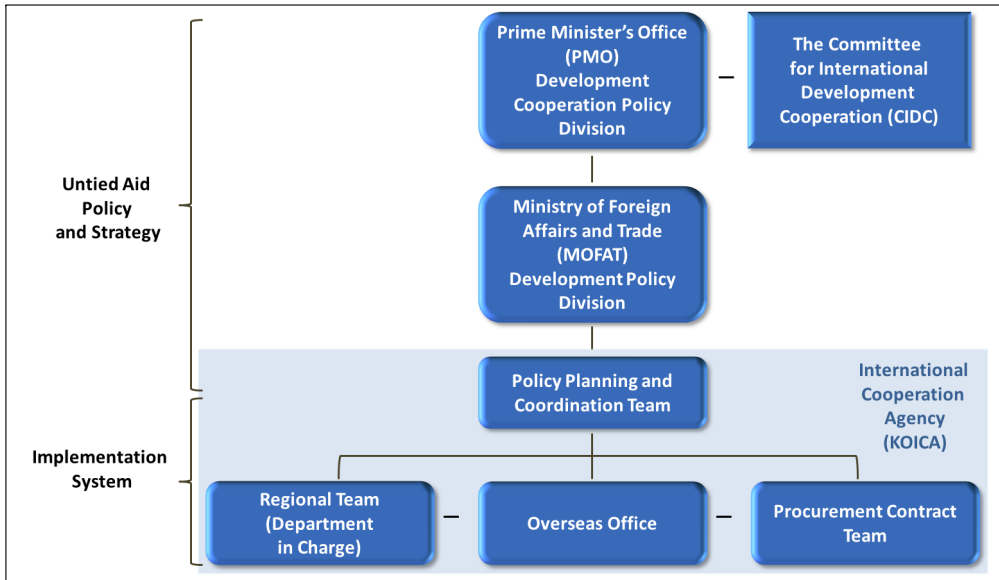 Prime Minister’s Office
(PMO)
Development
Cooperation Policy
Division
–
The Committee
for International
Development
Cooperation (CIDC)
Untied Aid
Policy
and Strategy
Ministry of Foreign
Affairs and Trade
(MOFAT)
Development Policy
Division
Policy Planning and
Coordination Team
International
Cooperation
Agency
(KOICA)
Implementation
System
Regional Team
(Department
in Charge)
–
Overseas Office
–
Procurement Contract
Team